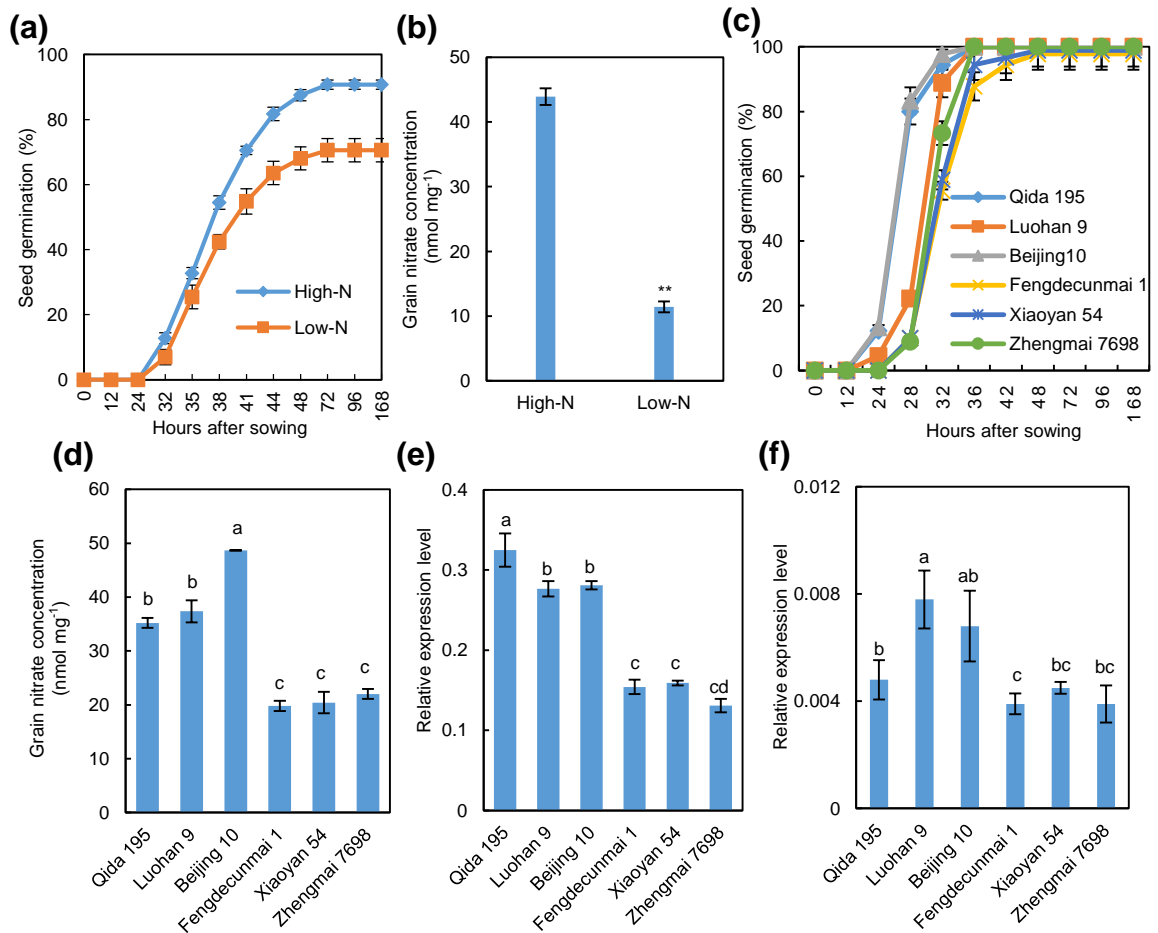 (a)
100
80
60
40
20
0
Seed germination (%)
High-N
Low-N
0 12 24 32 35 38 41 44 48 72 96 168
Hours after sowing
(b)
50
40
30
20
10
0
Grain nitrate concentration
(nmol mg⁻¹)
**
High-N Low-N
(c)
100
80
60
40
20
0
Seed germination (%)
Qida 195
Luohan 9
Beijing10
Fengdecunmai 1
Xiaoyan 54
Zhengmai 7698
0 12 24 28 32 36 42 48 72 96 168
Hours after sowing
(d)
60
50
40
30
20
10
0
Grain nitrate concentration
(nmol mg⁻¹)
b b a c c c
Qida 195
Luohan 9
Beijing 10
Fengdecunmai 1
Xiaoyan 54
Zhengmai 7698
(e)
0.4
0.3
0.2
0.1
0
Relative expression level
a b b c c cd
Qida 195
Luohan 9
Beijing 10
Fengdecunmai 1
Xiaoyan 54
Zhengmai 7698
(f)
0.012
0.008
0.004
0
Relative expression level
b a ab c bc bc
Qida 195
Luohan 9
Beijing 10
Fengdecunmai 1
Xiaoyan 54
Zhengmai 7698